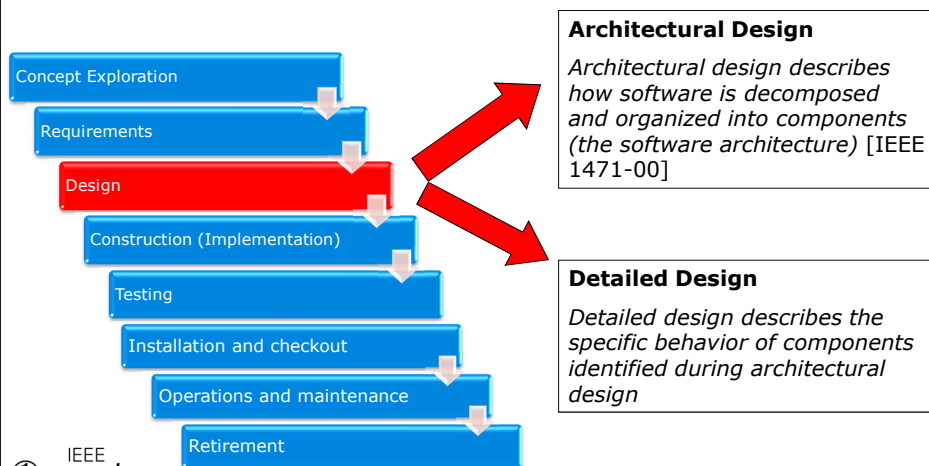 Concept Exploration
Requirements
Design
Construction (Implementation)
Testing
Installation and checkout
Operations and maintenance
Retirement
Architectural Design
Architectural design describes
how software is decomposed
and organized into components
(the software architecture) [IEEE
1471-00]
Detailed Design
Detailed design describes the
specific behavior of components
identified during architectural
design
IEEE